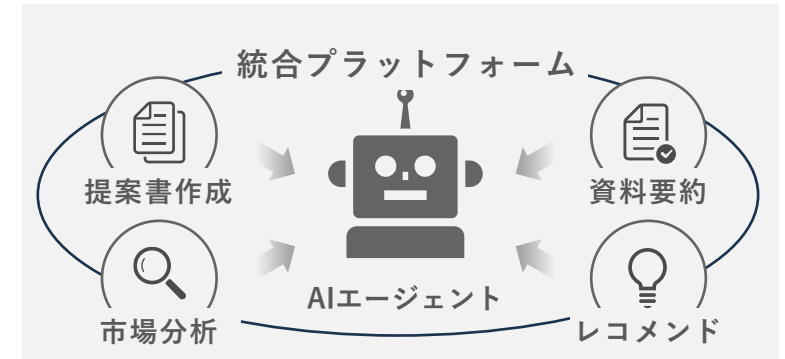 統合プラットフォーム
提案書作成
資料要約
AIエージェント
市場分析
レコメンド